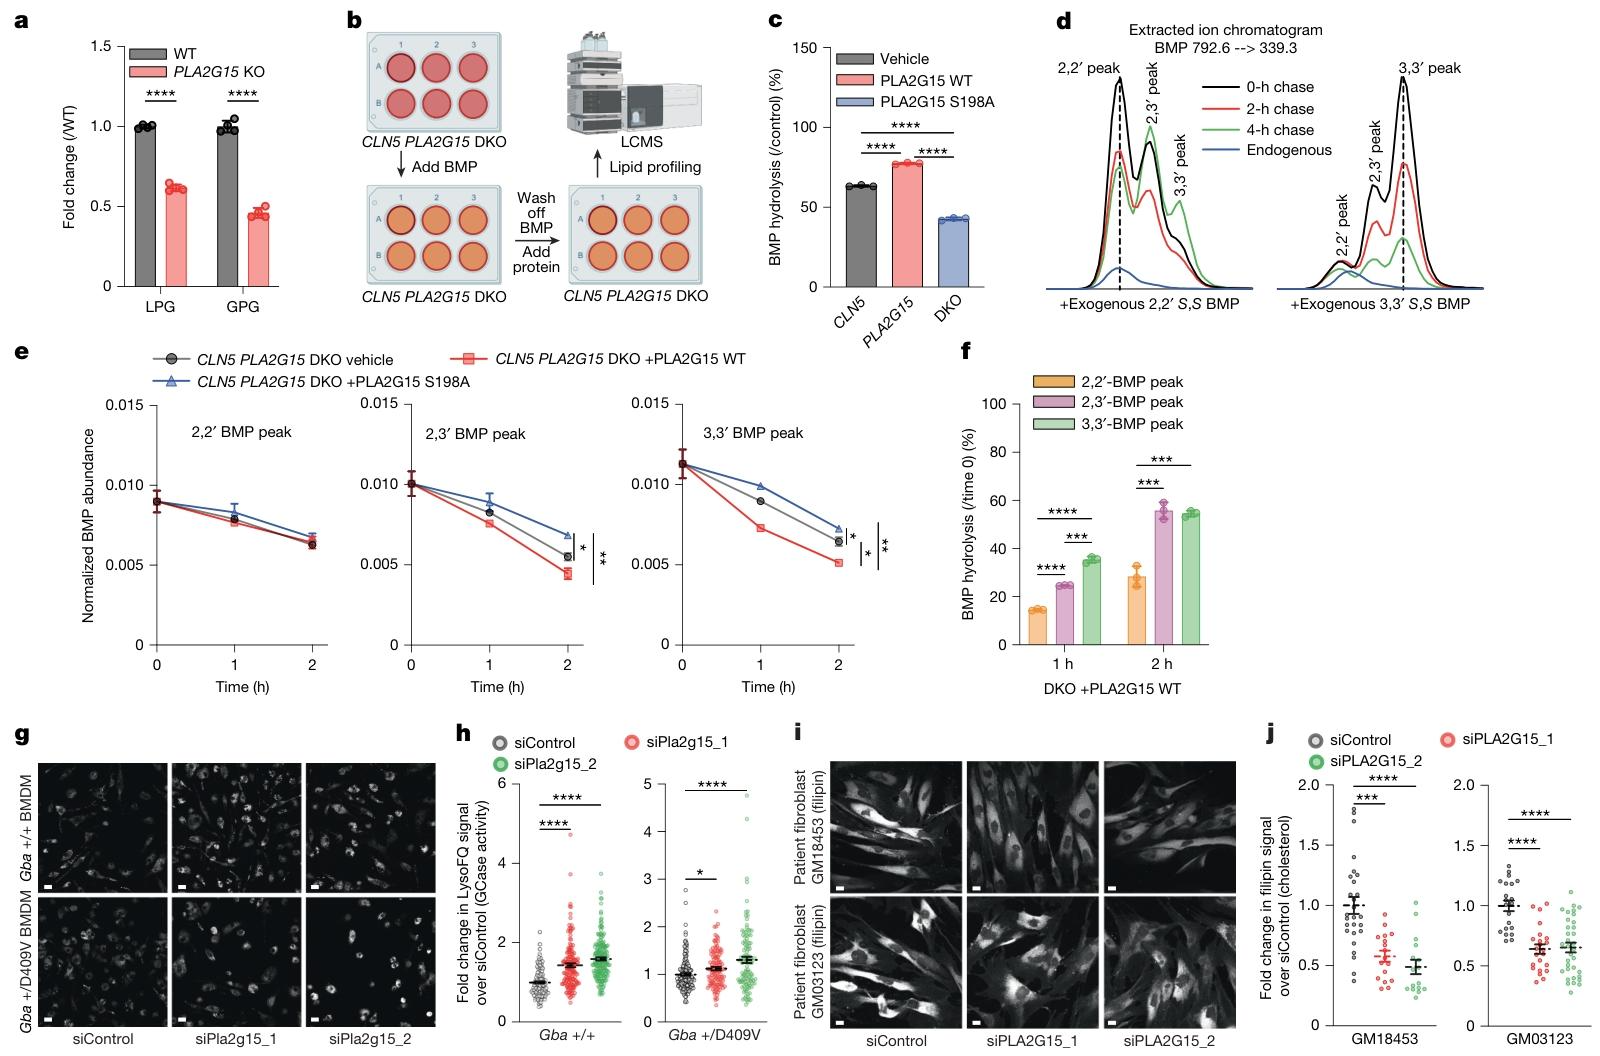 a
Fold change (/WT)
1.5
1.0
0.5
0
WT
PLA2G15 KO
****
****
LPG
GPG
b
1 2 3
A
B
CLN5 PLA2G15 DKO
Add BMP
1 2 3
A
B
CLN5 PLA2G15 DKO
Wash
off
BMP
Add
protein
1 2 3
A
B
CLN5 PLA2G15 DKO
Lipid profiling
LCMS
c
BMP hydrolysis (/control) (%)
150
100
50
0
Vehicle
PLA2G15 WT
PLA2G15 S198A
****
**** ****
CLN5
PLA2G15
DKO
d
Extracted ion chromatogram
BMP 792.6 --> 339.3
2,2′ peak
2,3′ peak
3,3′ peak
0-h chase
2-h chase
4-h chase
Endogenous
2,2′ peak
2,3′ peak
3,3′ peak
+Exogenous 2,2′ S,S BMP
+Exogenous 3,3′ S,S BMP
e
CLN5 PLA2G15 DKO vehicle
CLN5 PLA2G15 DKO +PLA2G15 WT
CLN5 PLA2G15 DKO +PLA2G15 S198A
Normalized BMP abundance
0.015
0.010
0.005
0
2,2′ BMP peak
0 1 2
Time (h)
0.015
0.010
0.005
0
2,3′ BMP peak
*
**
0 1 2
Time (h)
0.015
0.010
0.005
0
3,3′ BMP peak
*
*
**
0 1 2
Time (h)
f
2,2′-BMP peak
2,3′-BMP peak
3,3′-BMP peak
BMP hydrolysis (/time 0) (%)
100
80
60
40
20
0
****
***
****
***
***
1 h
2 h
DKO +PLA2G15 WT
g
Gba +/+ BMDM
Gba +/D409V BMDM
siControl
siPla2g15_1
siPla2g15_2
h
siControl
siPla2g15_1
siPla2g15_2
Fold change in LysoFQ signal
over siControl (GCase activity)
6
4
2
0
****
****
Gba +/+
5
4
3
2
1
0
****
*
Gba +/D409V
i
Patient fibroblast
GM18453 (filipin)
Patient fibroblast
GM03123 (filipin)
siControl
siPLA2G15_1
siPLA2G15_2
j
siControl
siPLA2G15_1
siPLA2G15_2
Fold change in filipin signal
over siControl (cholesterol)
2.0
1.5
1.0
0.5
0
****
***
GM18453
2.0
1.5
1.0
0.5
0
****
****
GM03123